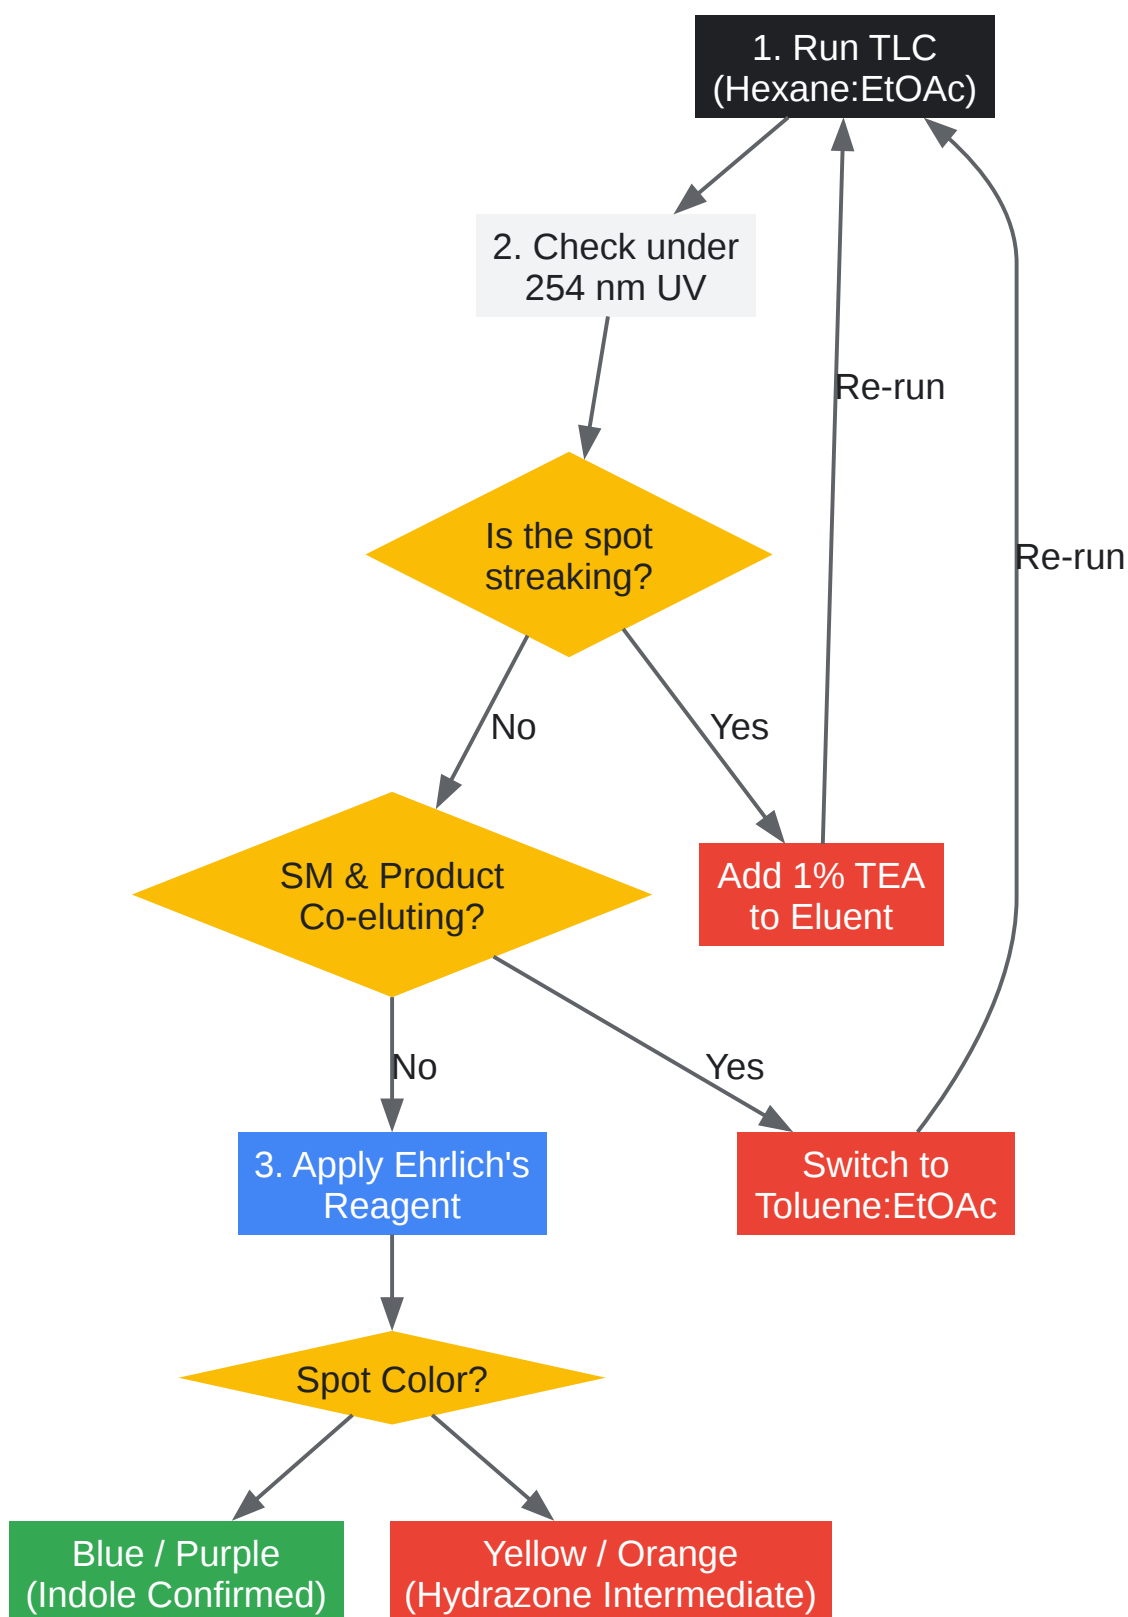 1. Run TLC
(Hexane:EtOAc)
2. Check under
254 nm UV
Re-run
Is the spot
streaking?
Re-run
No
Yes
SM & Product
Co-eluting?
Add 1% TEA
to Eluent
No
Yes
3. Apply Ehrlich's
Reagent
Switch to
Toluene:EtOAc
Spot Color?
Blue / Purple
(Indole Confirmed)
Yellow / Orange
(Hydrazone Intermediate)